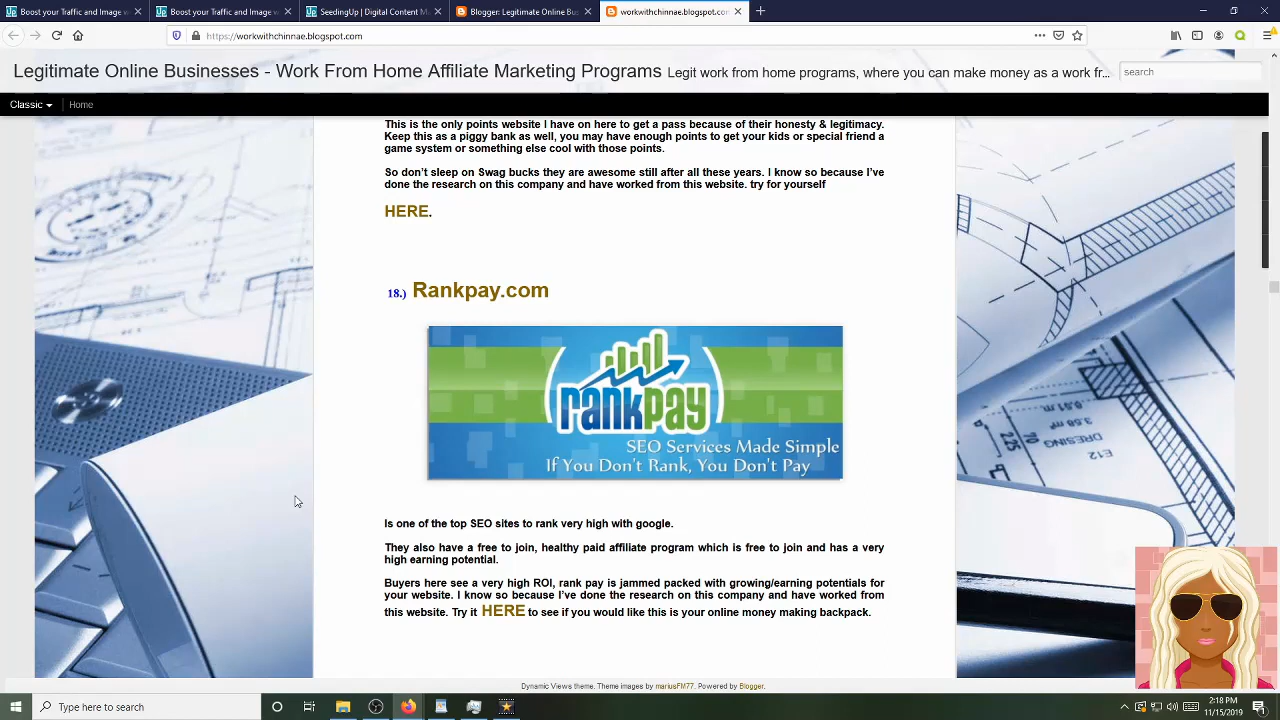 Boost your Traffic and Image w
Boost your Traffic and Image w
SeedingUp | Digital Content M
Blogger: Legitimate Online Bus
workwithchinnae.blogspot.com
https://workwithchinnae.blogspot.com
Legitimate Online Businesses - Work From Home Affiliate Marketing Programs Legit work from home programs, where you can make money as a work fr...
search
Classic
Home
This is the only points website I have on here to get a pass because of their honesty & legitimacy.
Keep this as a piggy bank as well, you may have enough points to get your kids or special friend a
game system or something else cool with those points.
So don't sleep on Swag bucks they are awesome still after all these years. I know so because I've
done the research on this company and have worked from this website. try for yourself
HERE.
18.) Rankpay.com
rankpay
SEO Services Made Simple
If You Don't Rank, You Don't Pay
Is one of the top SEO sites to rank very high with google.
They also have a free to join, healthy paid affiliate program which is free to join and has a very
high earning potential.
Buyers here see a very high ROI, rank pay is jammed packed with growing/earning potentials for
your website. I know so because I've done the research on this company and have worked from
this website. Try it HERE to see if you would like this is your online money making backpack.
Dynamic Views theme. Theme images by mariusFM77. Powered by Blogger.
Type here to search
2:18 PM
11/15/2019